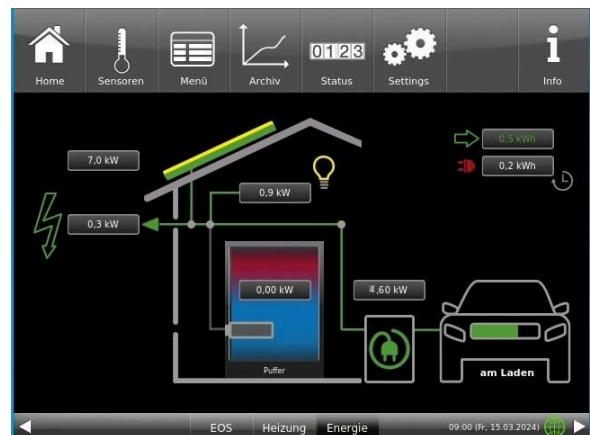 0123
Home Sensoren Menü Archiv Status Settings Info
0,5 kWh
7,0 kW
0,2 kWh
0,9 kW
0,3 kW
0,00 kW
4,60 kW
Puffer
am Laden
EOS Heizung Energie 09:00 (Fr, 15.03.2024)